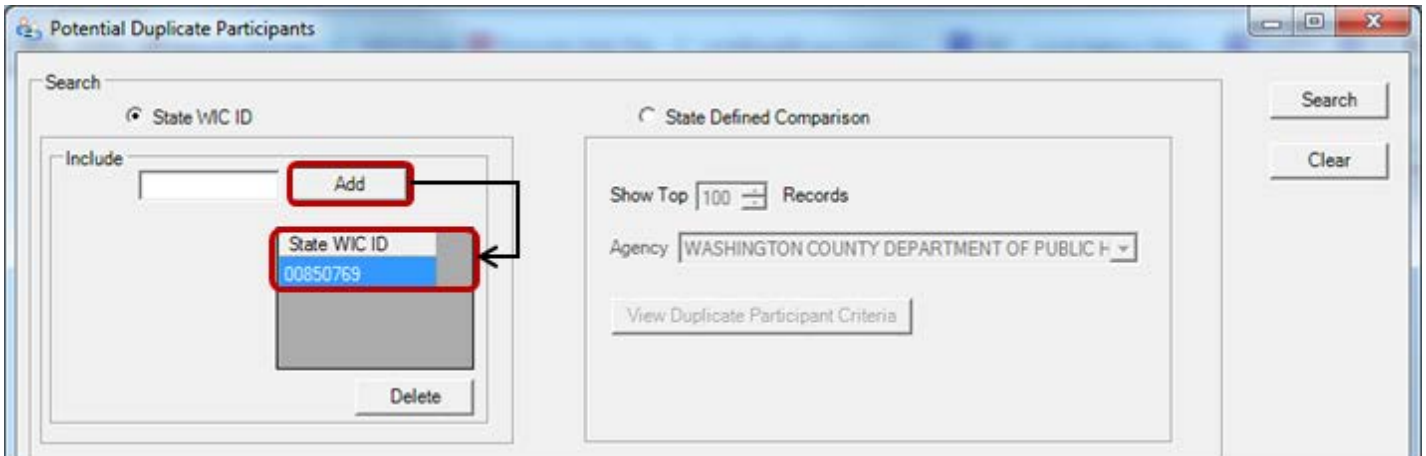 Potential Duplicate Participants
Search
State WIC ID
State Defined Comparison
Search
Clear
Include
Add
State WIC ID
00850769
Delete
Show Top 100 Records
Agency WASHINGTON COUNTY DEPARTMENT OF PUBLIC H
View Duplicate Participant Criteria